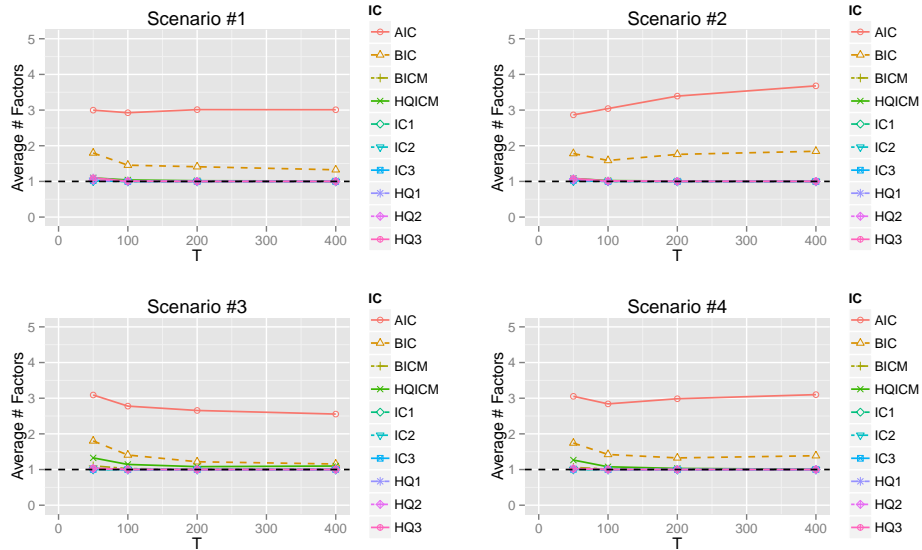 Scenario #1
Average # Factors
5
4
3
2
1
0
0
100
200
300
400
T
IC
AIC
BIC
BICM
HQICM
IC1
IC2
IC3
HQ1
HQ2
HQ3
Scenario #2
Average # Factors
5
4
3
2
1
0
0
100
200
300
400
T
IC
AIC
BIC
BICM
HQICM
IC1
IC2
IC3
HQ1
HQ2
HQ3
Scenario #3
Average # Factors
5
4
3
2
1
0
0
100
200
300
400
T
IC
AIC
BIC
BICM
HQICM
IC1
IC2
IC3
HQ1
HQ2
HQ3
Scenario #4
Average # Factors
5
4
3
2
1
0
0
100
200
300
400
T
IC
AIC
BIC
BICM
HQICM
IC1
IC2
IC3
HQ1
HQ2
HQ3